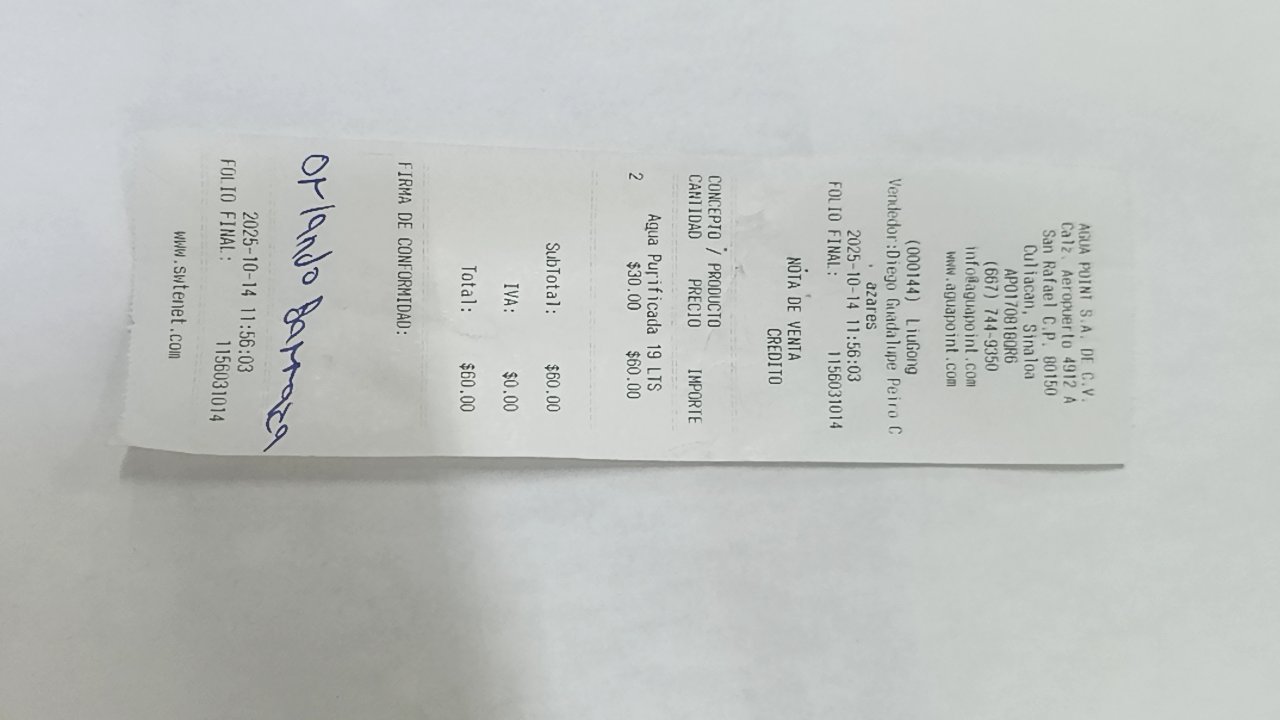 AGUA POINT S.A. DE C.V.
Calz. Aeropuerto 4912 A
San Rafael C.P. 80150
Culiacan, Sinaloa
APO170818QR6
(667) 744-9350
info@aguapoint.com
www.aguapoint.com
(000144) LiuGong
Vendedor:Diego Guadalupe Peiro C
azares
2025-10-14 11:56:03
FOLIO FINAL: 1156031014
NOTA DE VENTA
CREDITO
CONCEPTO / PRODUCTO
CANTIDAD PRECIO IMPORTE
Agua Purificada 19 LTS
2 $30.00 $60.00
SubTotal: $60.00
IVA: $0.00
Total: $60.00
FIRMA DE CONFORMIDAD:
Orlando Barraza
2025-10-14 11:56:03
FOLIO FINAL: 1156031014
www.swtenet.com